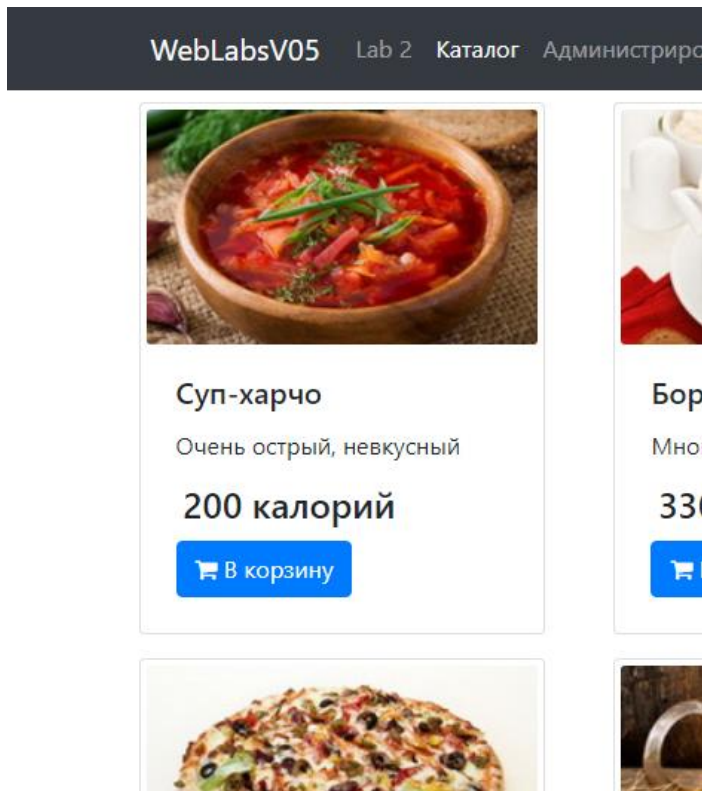 WebLabsV05 Lab 2 Каталог Администриро
Суп-харчо
Очень острый, невкусный
200 калорий
В корзину
Бор
Мно
33